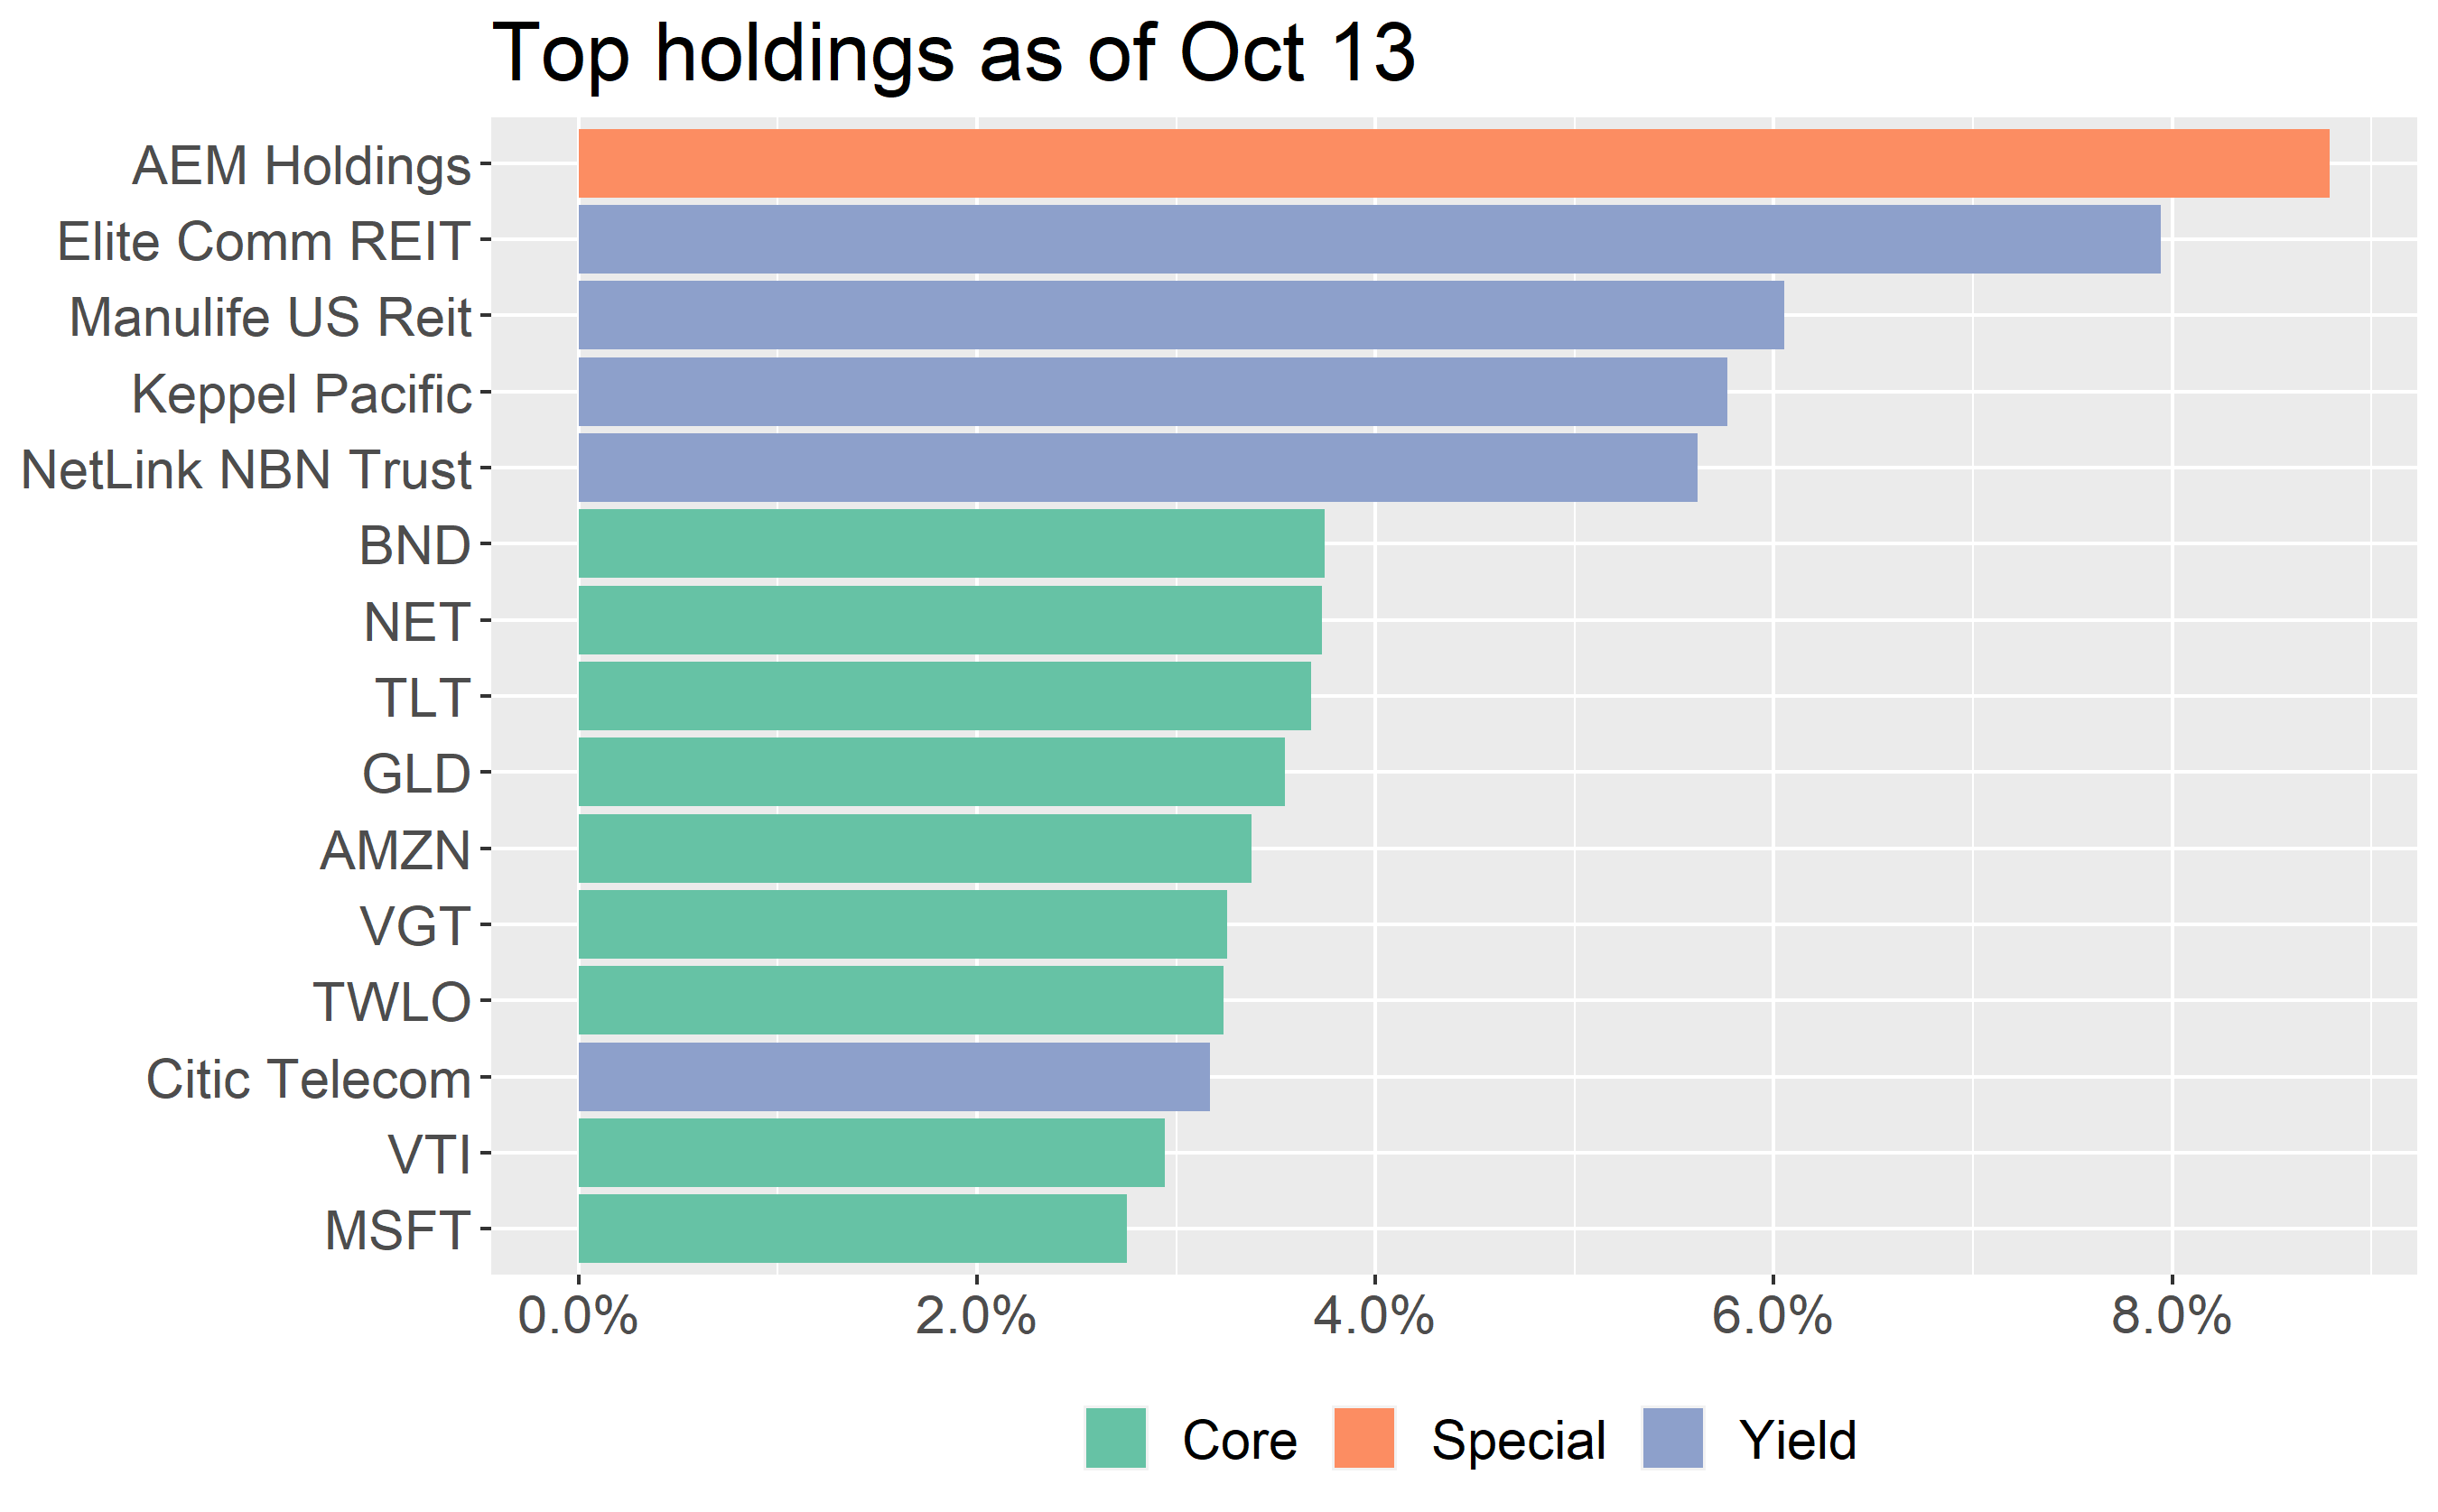 Top holdings as of Oct 13
AEM Holdings
Elite Comm REIT
Manulife US Reit
Keppel Pacific
NetLink NBN Trust
BND
NET
TLT
GLD
AMZN
VGT
TWLO
Citic Telecom
VTI
MSFT
0.0% 2.0% 4.0% 6.0% 8.0%
Core Special Yield